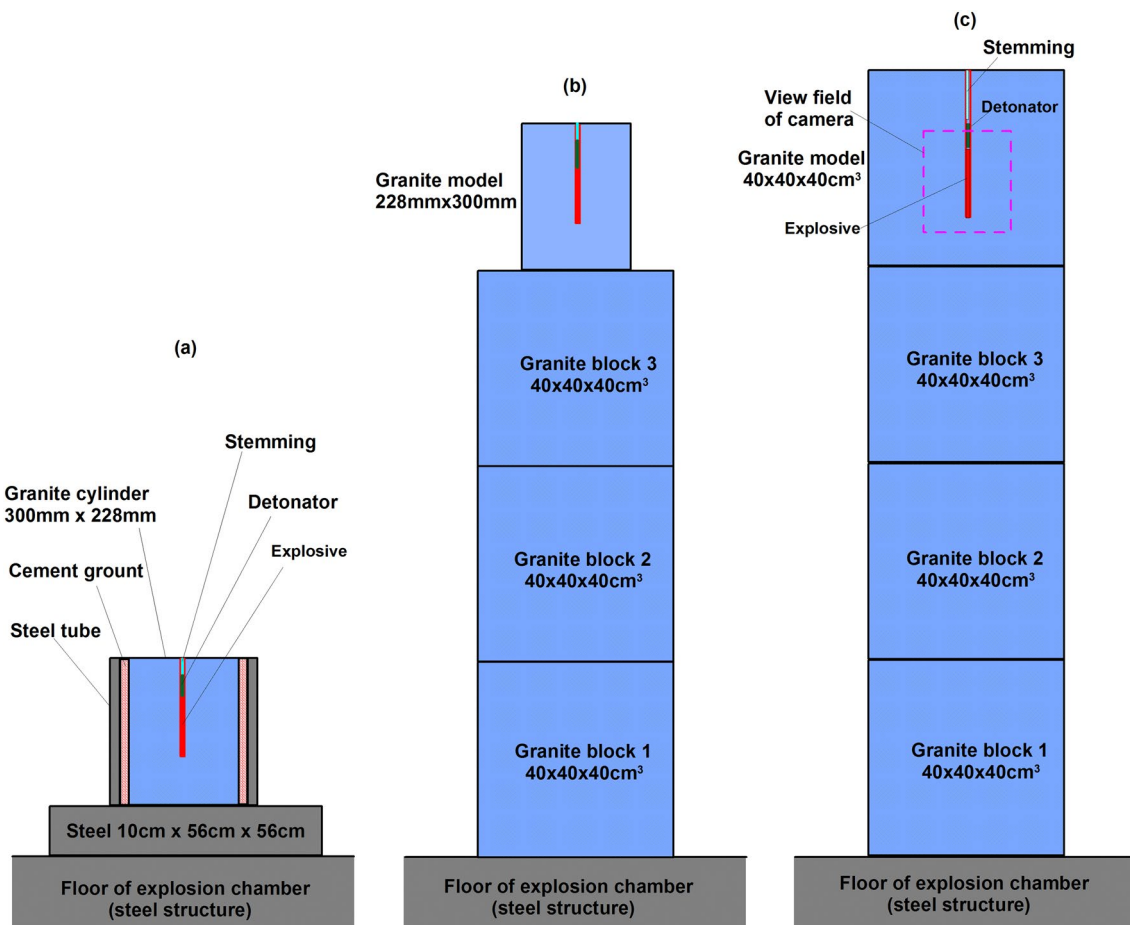 (a)
Stemming
Granite cylinder
300mm x 228mm
Detonator
Explosive
Cement grount
Steel tube
Steel 10cm x 56cm x 56cm
Floor of explosion chamber
(steel structure)
(b)
Granite model
228mmx300mm
Granite block 3
40x40x40cm³
Granite block 2
40x40x40cm³
Granite block 1
40x40x40cm³
Floor of explosion chamber
(steel structure)
(c)
Stemming
View field
of camera
Detonator
Granite model
40x40x40cm³
Explosive
Granite block 3
40x40x40cm³
Granite block 2
40x40x40cm³
Granite block 1
40x40x40cm³
Floor of explosion chamber
(steel structure)